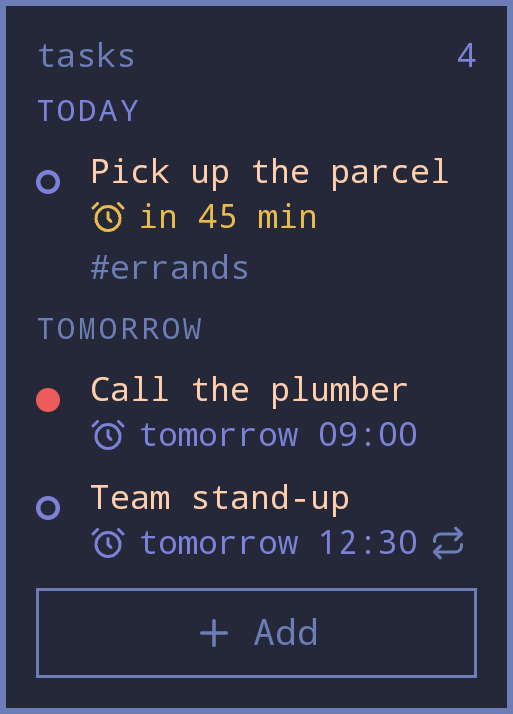 tasks 4
TODAY
Pick up the parcel
in 45 min
#errands
TOMORROW
Call the plumber
tomorrow 09:00
Team stand-up
tomorrow 12:30
+ Add